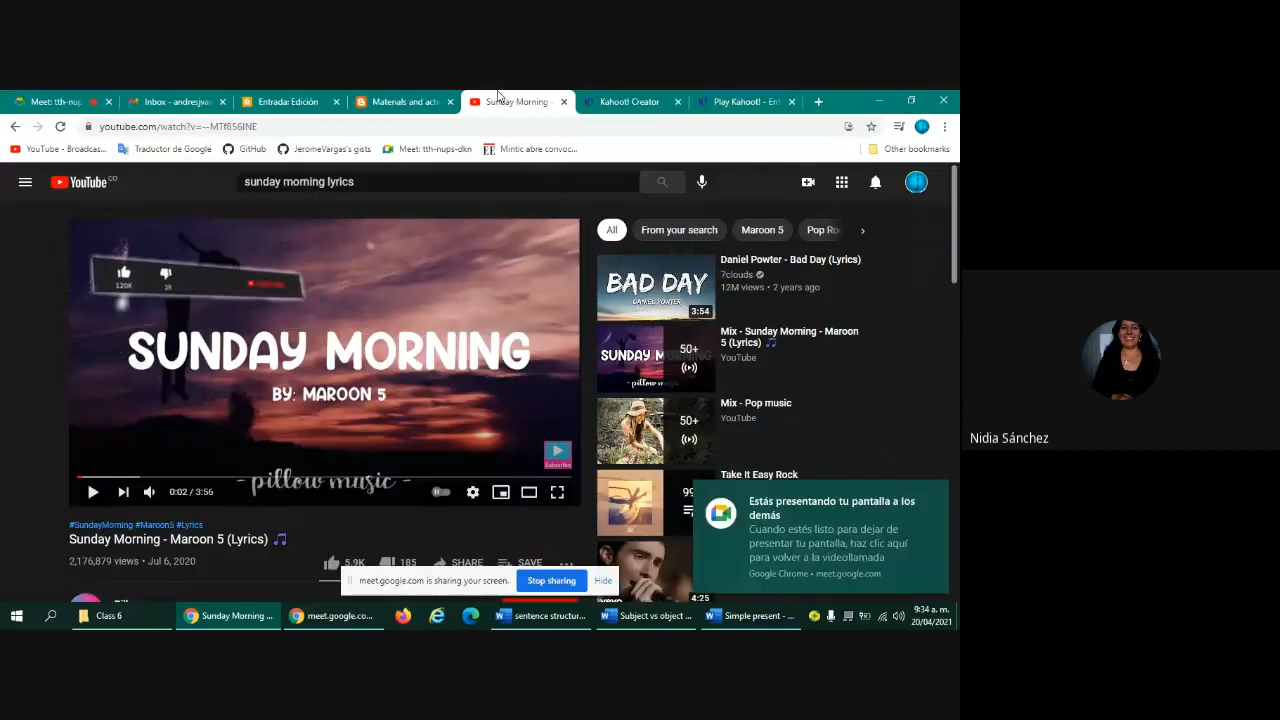 Meet: tth-nup
Inbox - andresjva
Entrada: Edición
Materials and acti
Sunday Morning -
Kahoot! Creator
Play Kahoot! - Ent
youtube.com/watch?v=--MTf856INE
YouTube - Broadcas...
Traductor de Google
GitHub
JeromeVargas's gists
Meet: tth-nups-dkn
Mintic abre convoc...
Other bookmarks
YouTube CO
sunday morning lyrics
120K
2K
SUNDAY MORNING
BY: MAROON 5
Subscribe
- pillow music -
0:02 / 3:56
#SundayMorning #Maroon5 #Lyrics
Sunday Morning - Maroon 5 (Lyrics)
2,176,879 views • Jul 6, 2020
5.9K
185
SHARE
SAVE
All
From your search
Maroon 5
Pop Ro
BAD DAY
DANIEL POWTER
3:54
Daniel Powter - Bad Day (Lyrics)
7clouds
12M views • 2 years ago
SUNDAY M
- pillow mus
50+
Mix - Sunday Morning - Maroon
5 (Lyrics)
YouTube
50+
Mix - Pop music
YouTube
Take It Easy Rock
4:25
Estás presentando tu pantalla a los
demás
Cuando estés listo para dejar de
presentar tu pantalla, haz clic aquí
para volver a la videollamada
Google Chrome • meet.google.com
meet.google.com is sharing your screen.
Stop sharing
Hide
Class 6
Sunday Morning ...
meet.google.co...
sentence structur...
Subject vs object ...
Simple present - ...
9:34 a. m.
20/04/2021
Nidia Sánchez